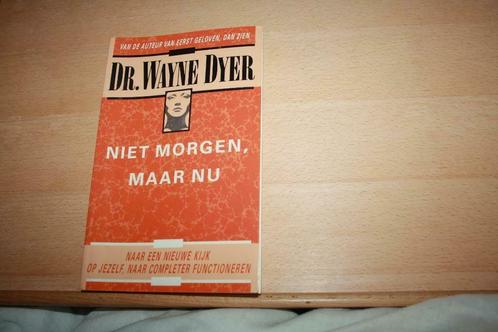 VAN DE AUTEUR VAN EERST GELOVEN, DAN ZIEN
DR. WAYNE DYER
NIET MORGEN,
MAAR NU
NAAR EEN NIEUWE KIJK
OP JEZELF, NAAR COMPLETER FUNCTIONEREN